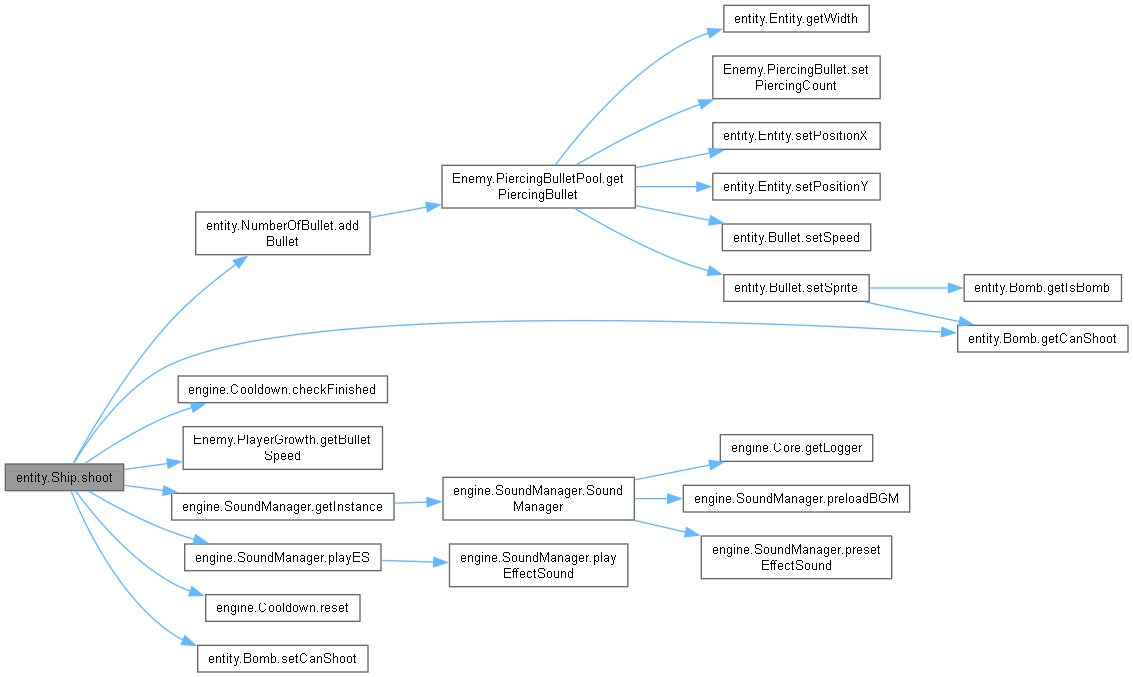 entity.Entity.getWidth
Enemy.PiercingBullet.set
PiercingCount
entity.Entity.setPositionX
Enemy.PiercingBulletPool.get
PiercingBullet
entity.Entity.setPositionY
entity.NumberOfBullet.add
Bullet
entity.Bullet.setSpeed
entity.Bullet.setSprite
entity.Bomb.getIsBomb
entity.Bomb.getCanShoot
engine.Cooldown.checkFinished
Enemy.PlayerGrowth.getBullet
Speed
engine.Core.getLogger
entity.Ship.shoot
engine.SoundManager.getInstance
engine.SoundManager.Sound
Manager
engine.SoundManager.preloadBGM
engine.SoundManager.playES
engine.SoundManager.play
EffectSound
engine.SoundManager.preset
EffectSound
engine.Cooldown.reset
entity.Bomb.setCanShoot